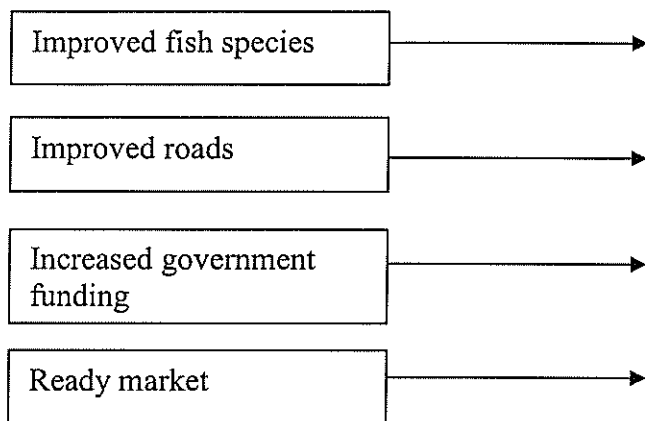 Improved fish species
Improved roads
Increased government
funding
Ready market